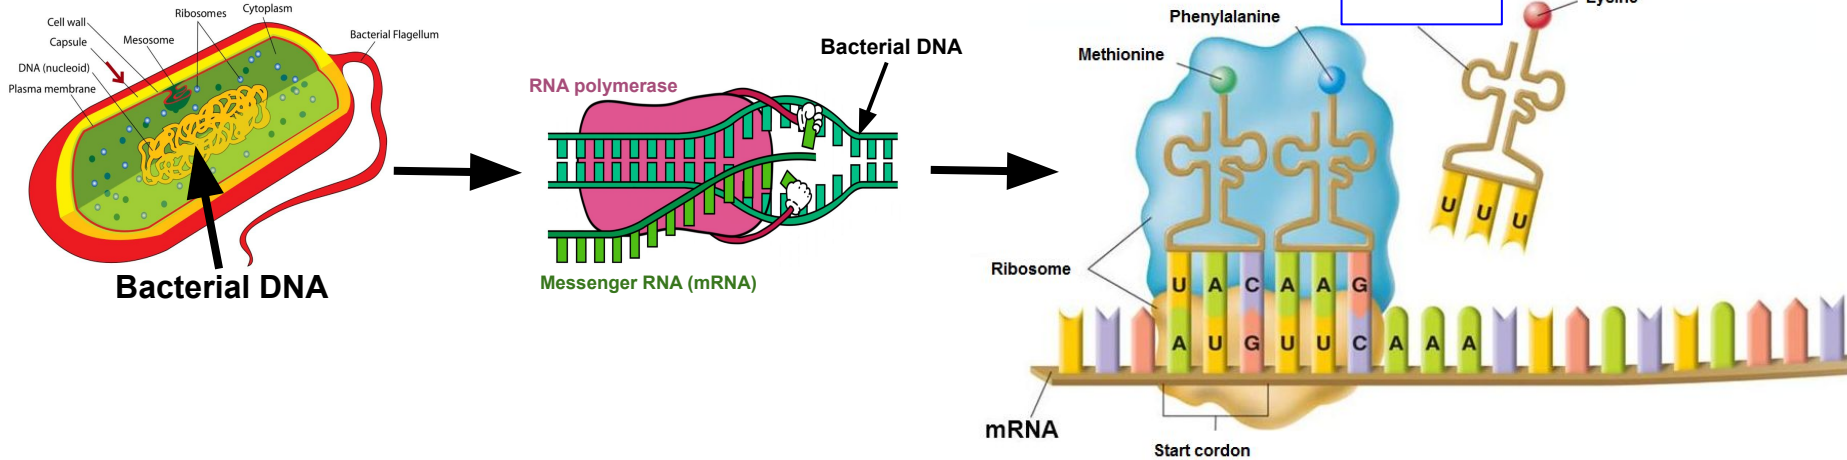 Cell wall
Capsule
DNA (nucleoid)
Plasma membrane
Mesosome
Ribosomes
Cytoplasm
Bacterial Flagellum
Bacterial DNA
RNA polymerase
Bacterial DNA
Messenger RNA (mRNA)
Phenylalanine
Methionine
Lysine
U U U
Ribosome
U A C A A G
A U G U U C A A A
mRNA
Start cordon